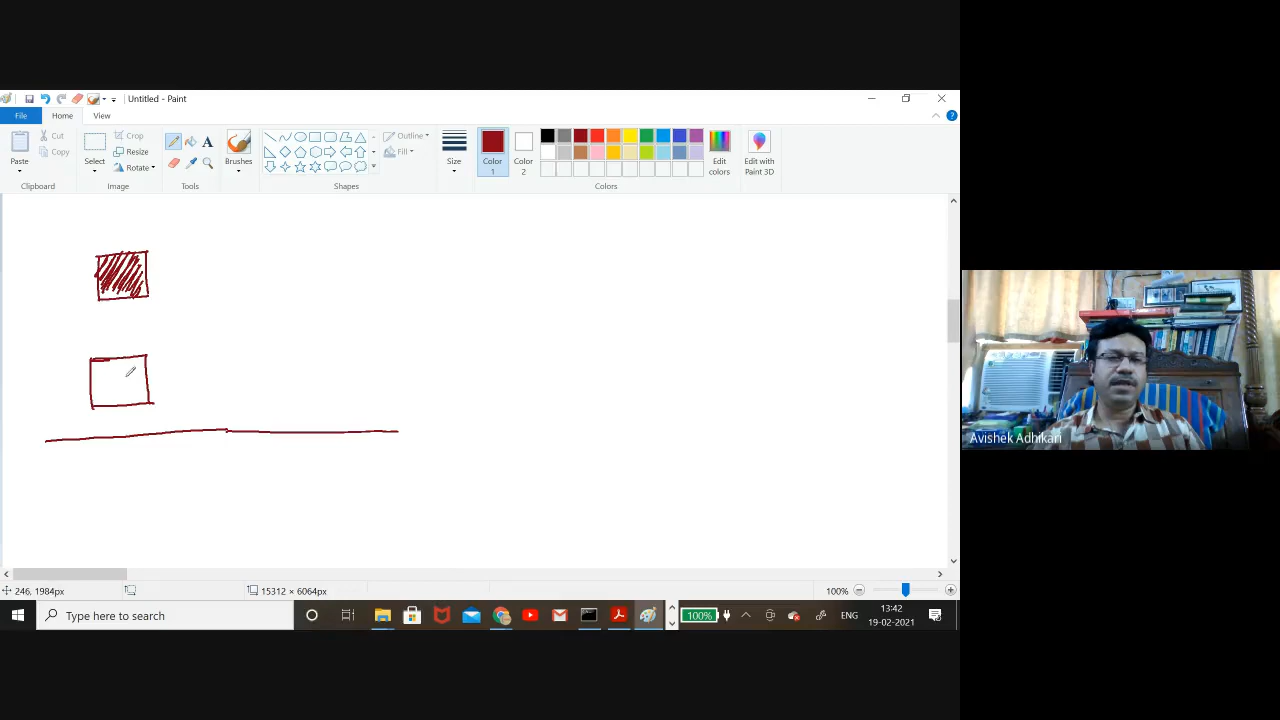 Untitled - Paint
File
Home
View
Paste
Cut
Copy
Clipboard
Select
Crop
Resize
Rotate
Image
A
Tools
Brushes
Outline
Fill
Shapes
Size
Color
1
Color
2
Edit
colors
Colors
Edit with
Paint 3D
Avishek Adhikari
246, 1984px
15312 × 6064px
100%
Type here to search
100%
ENG
13:42
19-02-2021